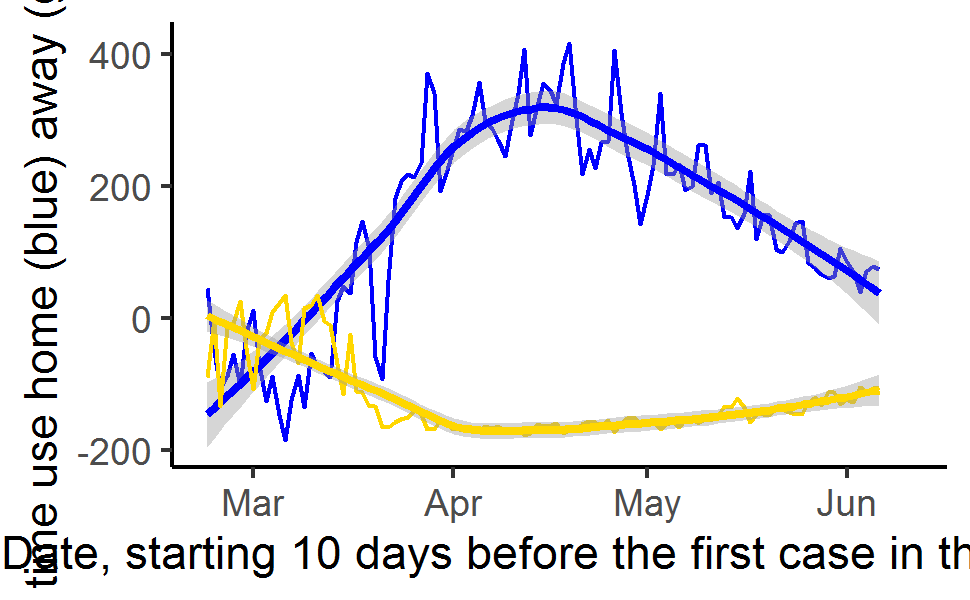 time use home (blue) away (
400
200
0
-200
Mar Apr May Jun
Date, starting 10 days before the first case in th